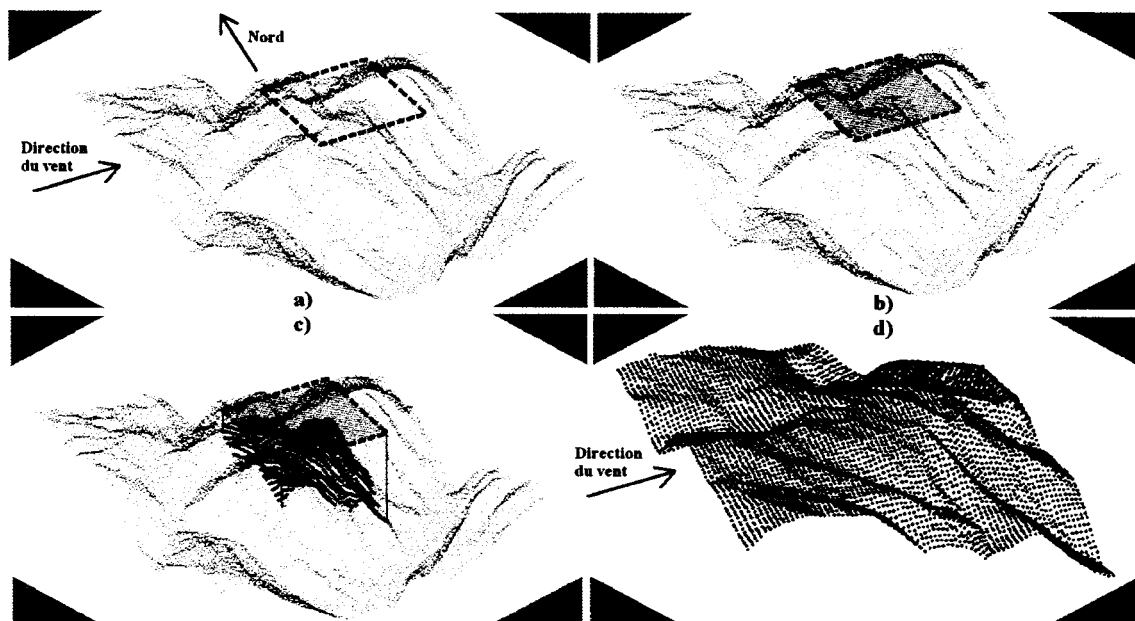 Nord
Direction
du vent
a)
b)
c)
d)
Direction
du vent